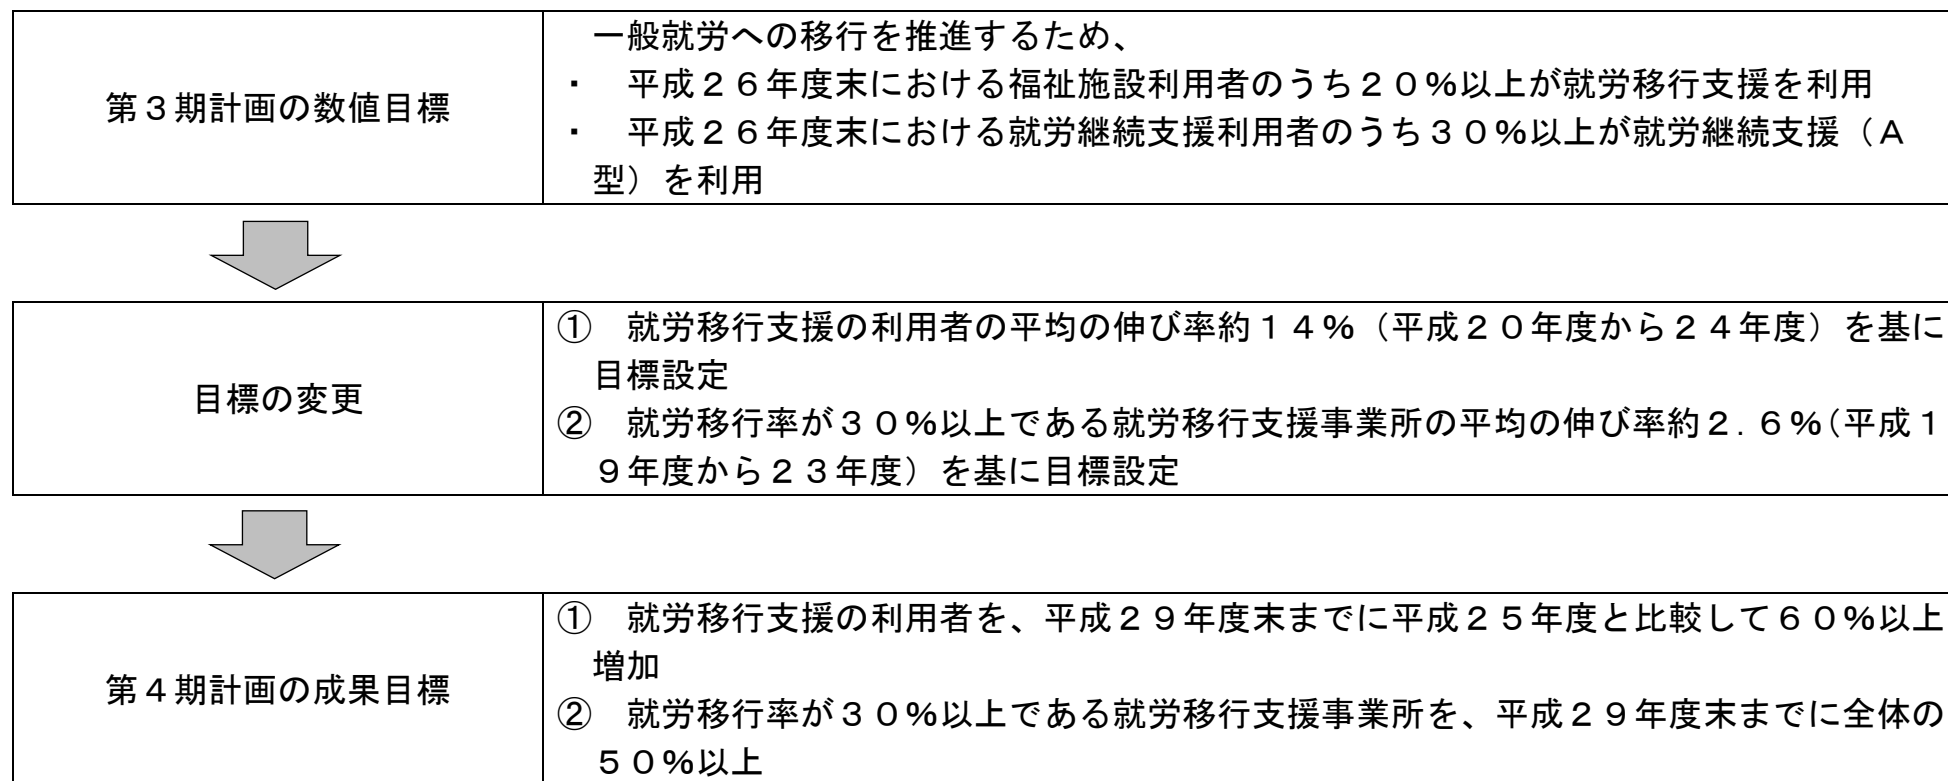 第３期計画の数値目標
一般就労への移行を推進するため、
・　平成２６年度末における福祉施設利用者のうち２０％以上が就労移行支援を利用
・　平成２６年度末における就労継続支援利用者のうち３０％以上が就労継続支援（Ａ
型）を利用
目標の変更
①　就労移行支援の利用者の平均の伸び率約１４％（平成２０年度から２４年度）を基に
目標設定
②　就労移行率が３０％以上である就労移行支援事業所の平均の伸び率約２．６％（平成１
９年度から２３年度）を基に目標設定
第４期計画の成果目標
①　就労移行支援の利用者を、平成２９年度末までに平成２５年度と比較して６０％以上
増加
②　就労移行率が３０％以上である就労移行支援事業所を、平成２９年度末までに全体の
５０％以上